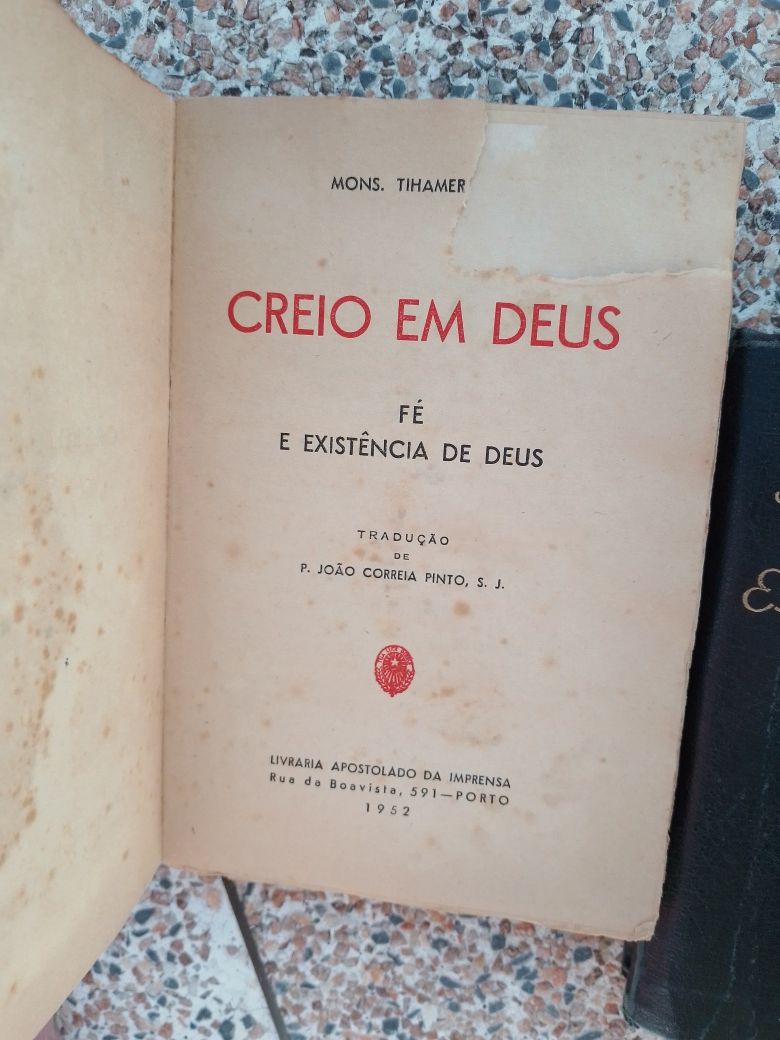 MONS. TIHAMER
CREIO EM DEUS
FÉ
E EXISTÊNCIA DE DEUS
TRADUÇÃO
DE
P. JOÃO CORREIA PINTO, S. J.
LIVRARIA APOSTOLADO DA IMPRENSA
Rua da Boavista, 591—PORTO
1952